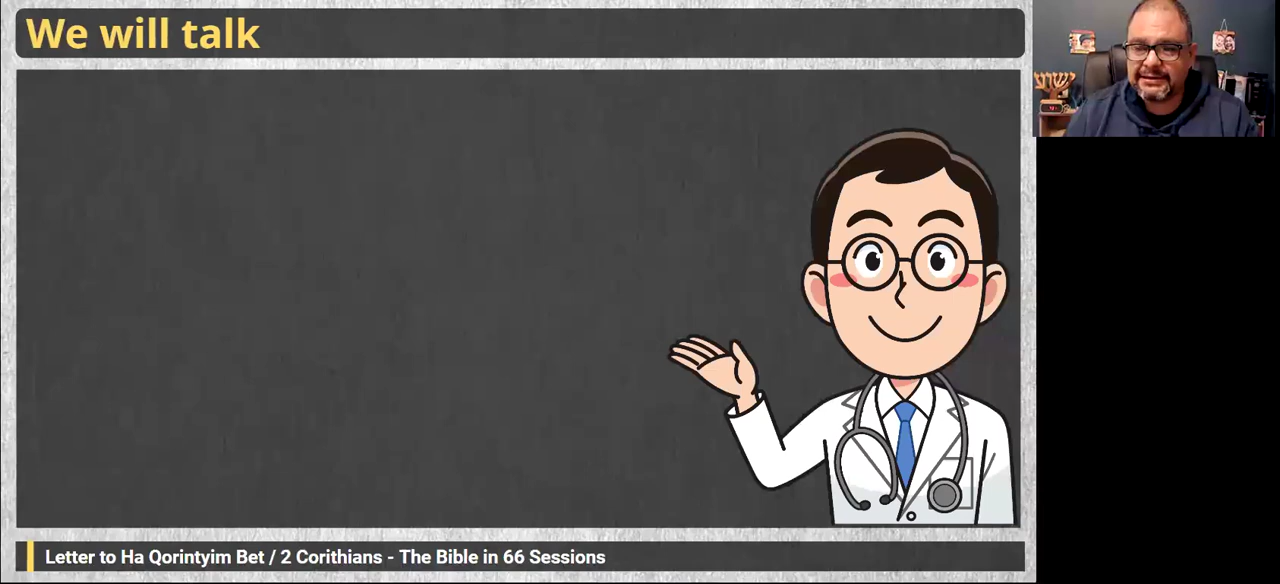 We will talk
Letter to Ha Qorintyim Bet / 2 Corithians - The Bible in 66 Sessions